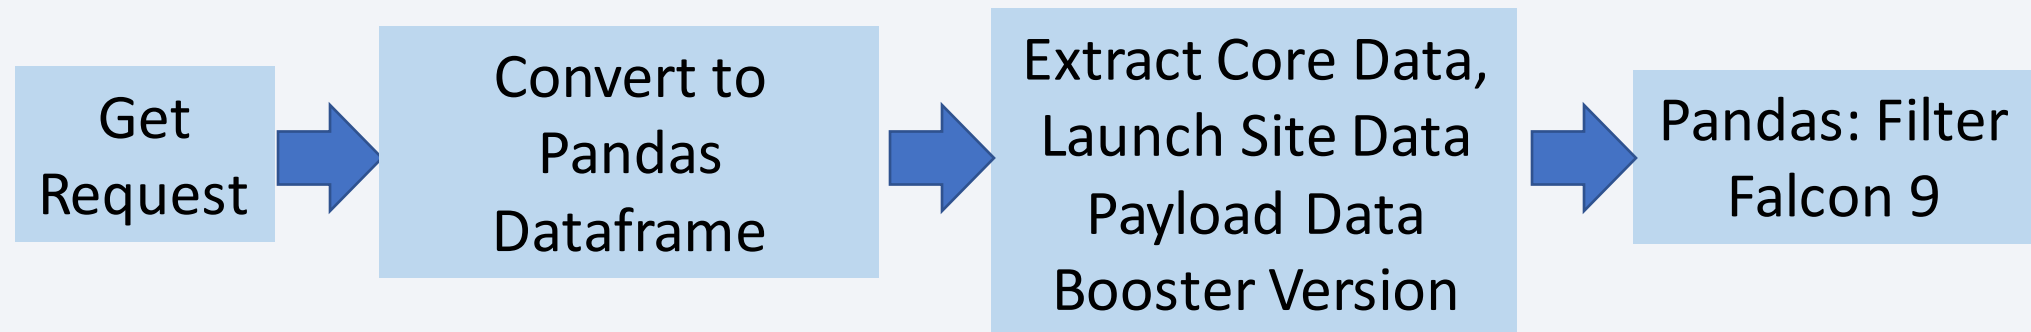 Get
Request
Convert to
Pandas
Dataframe
Extract Core Data,
Launch Site Data
Payload Data
Booster Version
Pandas: Filter
Falcon 9